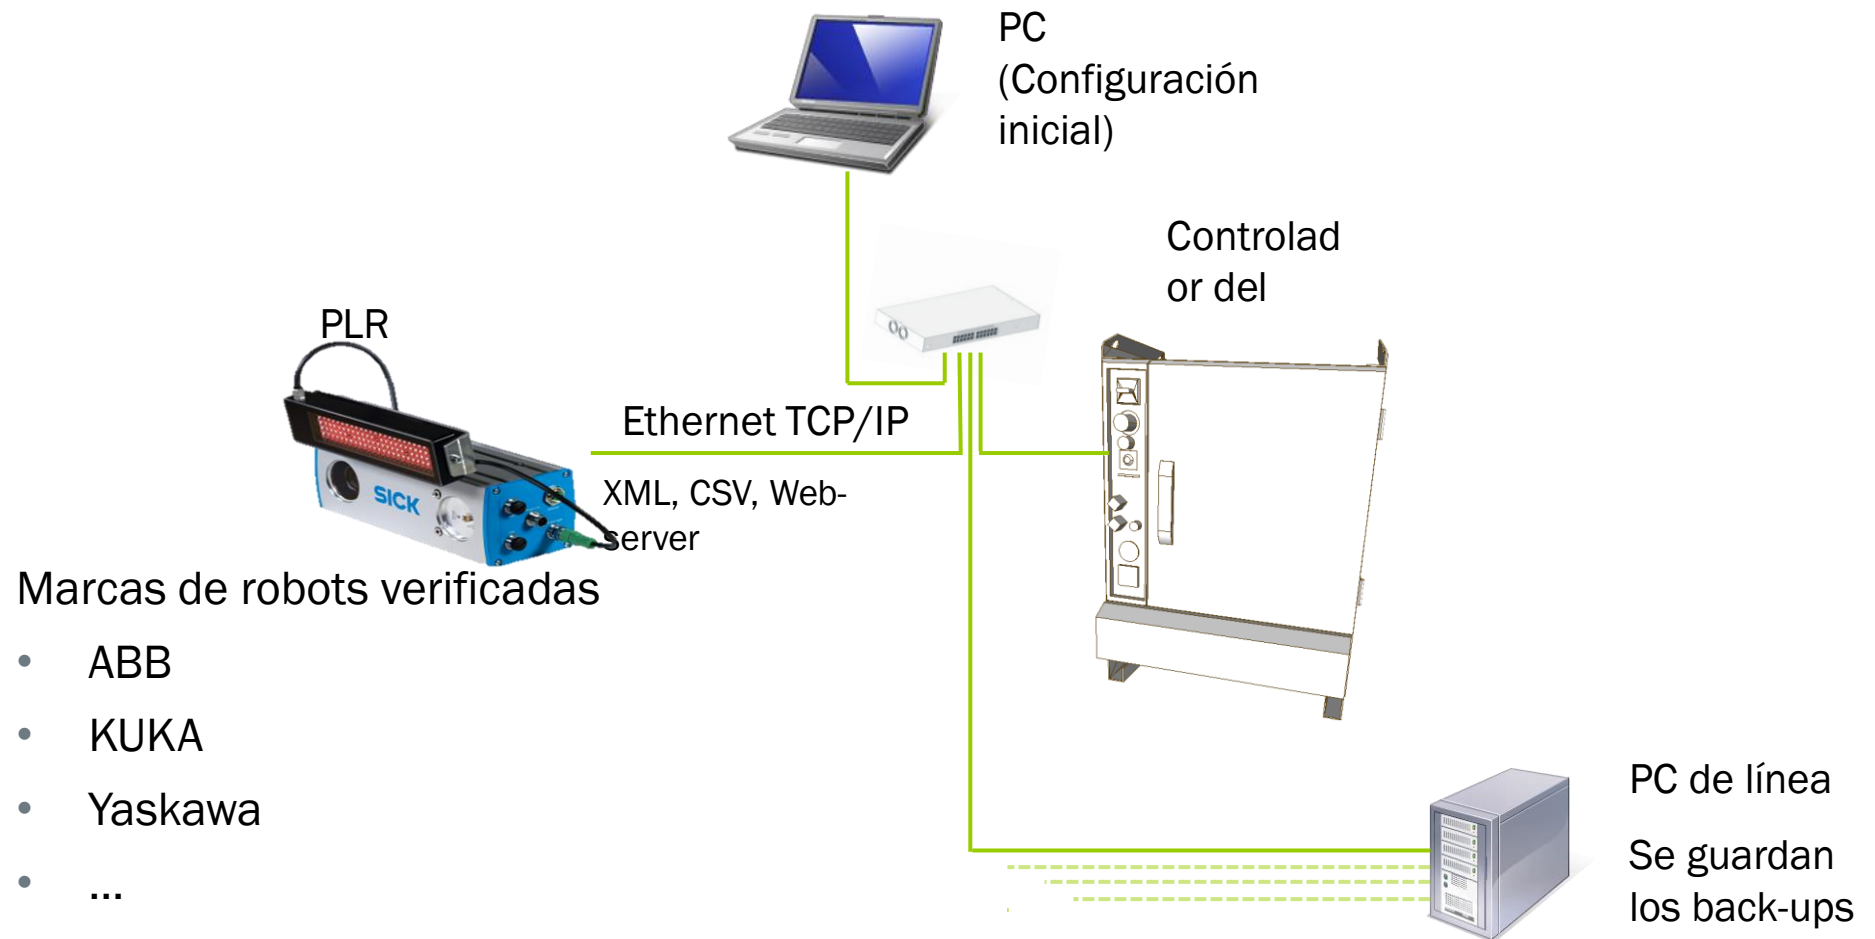 PC
(Configuración
inicial)
Controlad
or del
PLR
Ethernet TCP/IP
SICK
XML, CSV, Web-
server
Marcas de robots verificadas
• ABB
• KUKA
• Yaskawa
• ...
PC de línea
Se guardan
los back-ups